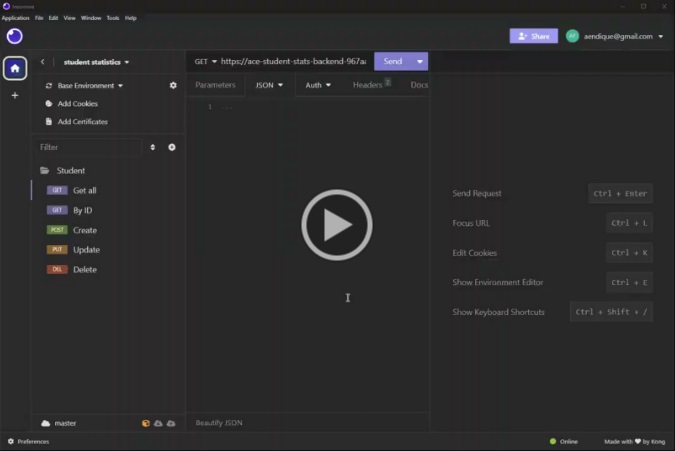 Insomnia
Application File Edit View Window Tools Help
Share
aendique@gmail.com
student statistics
GET https://ace-student-stats-backend-967a
Send
Base Environment
Parameters JSON Auth Headers 2 Docs
Add Cookies
Add Certificates
1 ...
Filter
Student
GET Get all
GET By ID
POST Create
PUT Update
DEL Delete
Send Request Ctrl + Enter
Focus URL Ctrl + L
Edit Cookies Ctrl + K
Show Environment Editor Ctrl + E
Show Keyboard Shortcuts Ctrl + Shift + /
master
Beautify JSON
Preferences
Online
Made with ♥ by Kong